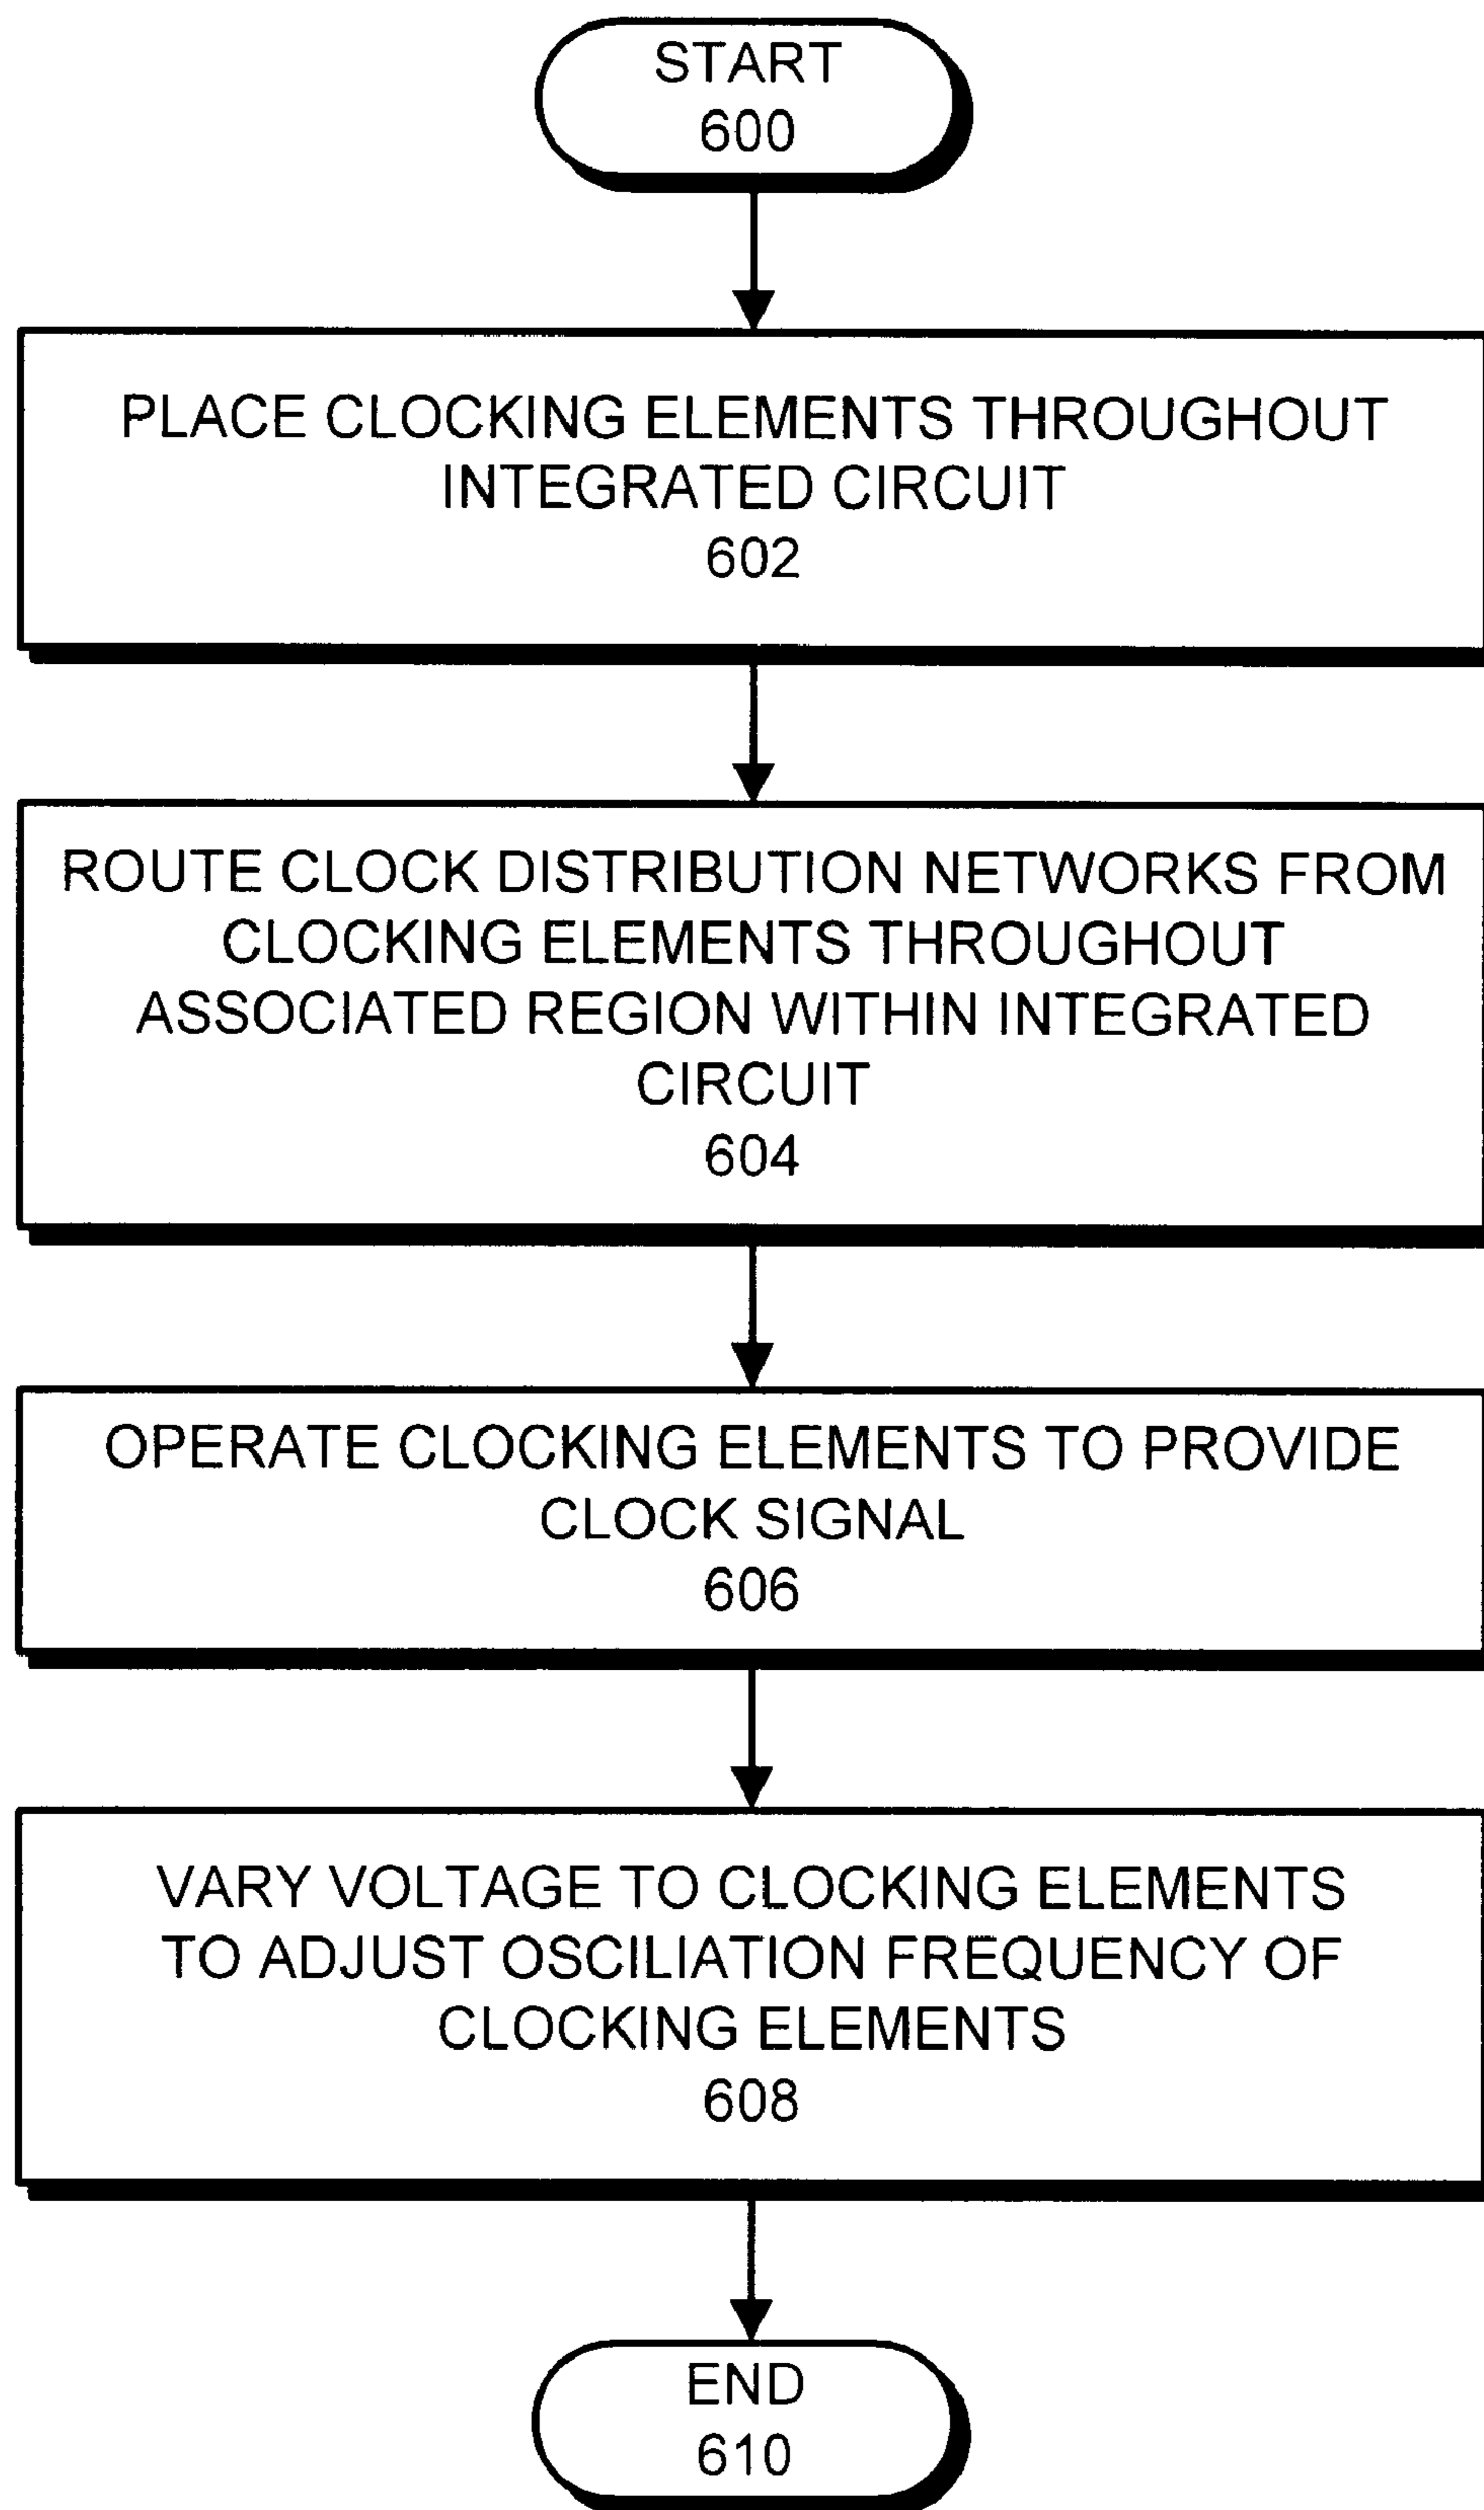 START
600
PLACE CLOCKING ELEMENTS THROUGHOUT
INTEGRATED CIRCUIT
602
ROUTE CLOCK DISTRIBUTION NETWORKS FROM
CLOCKING ELEMENTS THROUGHOUT
ASSOCIATED REGION WITHIN INTEGRATED
CIRCUIT
604
OPERATE CLOCKING ELEMENTS TO PROVIDE
CLOCK SIGNAL
606
VARY VOLTAGE TO CLOCKING ELEMENTS
TO ADJUST OSCILIATION FREQUENCY OF
CLOCKING ELEMENTS
608
END
610